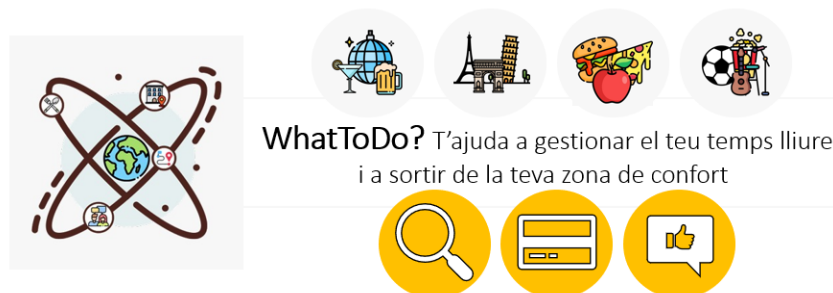 WhatToDo? T’ajuda a gestionar el teu temps lliure
i a sortir de la teva zona de confort